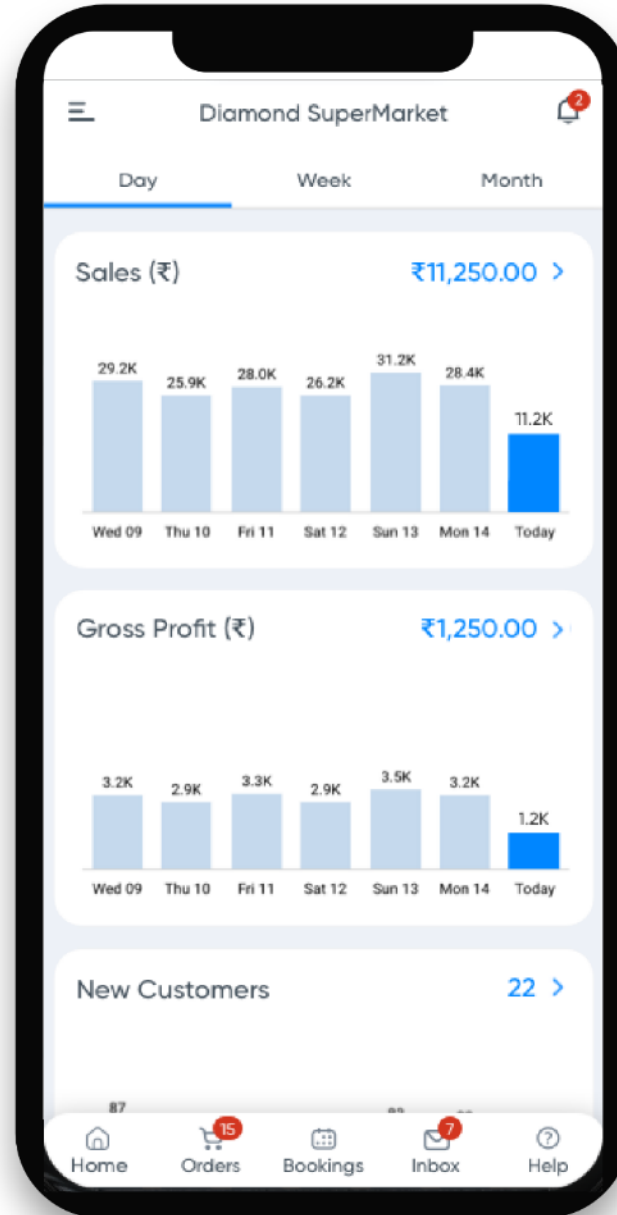 Diamond SuperMarket
2
Day Week Month
Sales (₹) ₹11,250.00 >
29.2K 25.9K 28.0K 26.2K 31.2K 28.4K 11.2K
Wed 09 Thu 10 Fri 11 Sat 12 Sun 13 Mon 14 Today
Gross Profit (₹) ₹1,250.00 >
3.2K 2.9K 3.3K 2.9K 3.5K 3.2K 1.2K
Wed 09 Thu 10 Fri 11 Sat 12 Sun 13 Mon 14 Today
New Customers 22 >
87
15 7
Home Orders Bookings Inbox Help